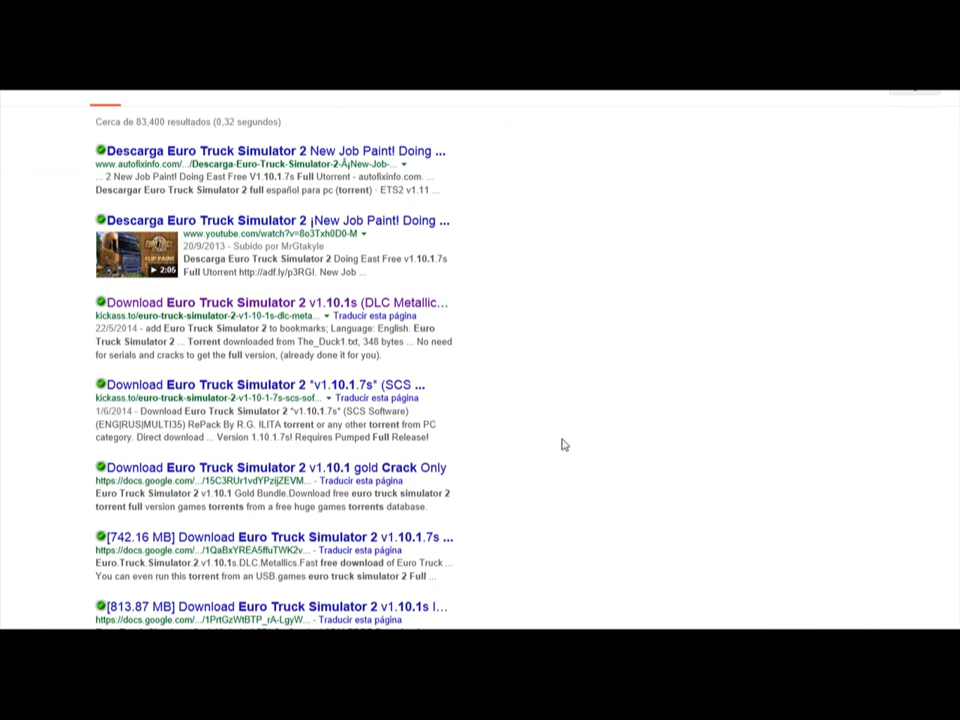 Cerca de 83,400 resultados (0,32 segundos)
Descarga Euro Truck Simulator 2 New Job Paint! Doing ...
www.autofixinfo.com/.../Descarga-Euro-Truck-Simulator-2-Â¡New-Job-...
... 2 New Job Paint! Doing East Free V1.10.1.7s Full Utorrent - autofixinfo.com. ...
Descargar Euro Truck Simulator 2 full español para pc (torrent) · ETS2 v1.11 ...
Descarga Euro Truck Simulator 2 ¡New Job Paint! Doing ...
www.youtube.com/watch?v=8o3Txh0D0-M
20/9/2013 - Subido por MrGtakyle
Descarga Euro Truck Simulator 2 Doing East Free v1.10.1.7s
Full Utorrent http://adf.ly/p3RGI. New Job ...
2:05
Download Euro Truck Simulator 2 v1.10.1s (DLC Metallic...
kickass.to/euro-truck-simulator-2-v1-10-1s-dlc-meta... Traducir esta página
22/5/2014 - add Euro Truck Simulator 2 to bookmarks; Language: English. Euro
Truck Simulator 2 ... Torrent downloaded from The_Duck1.txt, 348 bytes ... No need
for serials and cracks to get the full version, (already done it for you).
Download Euro Truck Simulator 2 *v1.10.1.7s* (SCS ...
kickass.to/euro-truck-simulator-2-v1-10-1-7s-scs-sof... Traducir esta página
1/6/2014 - Download Euro Truck Simulator 2 *v1.10.1.7s* (SCS Software)
(ENG|RUS|MULTI35) RePack By R.G. ILITA torrent or any other torrent from PC
category. Direct download ... Version 1.10.1.7s! Requires Pumped Full Release!
Download Euro Truck Simulator 2 v1.10.1 gold Crack Only
https://docs.google.com/.../15C3RUr1vdYPzijZEVM... - Traducir esta página
Euro Truck Simulator 2 v1.10.1 Gold Bundle.Download free euro truck simulator 2
torrent full version games torrents from a free huge games torrents database.
[742.16 MB] Download Euro Truck Simulator 2 v1.10.1.7s ...
https://docs.google.com/.../1QaBxYREA5ffuTWK2v... - Traducir esta página
Euro.Truck.Simulator.2.v1.10.1s.DLC.Metallics.Fast free download of Euro Truck ...
You can even run this torrent from an USB.games euro truck simulator 2 Full ...
[813.87 MB] Download Euro Truck Simulator 2 v1.10.1s I...
https://docs.google.com/.../1PrtGzWtBTP_rA-LgyW... - Traducir esta página